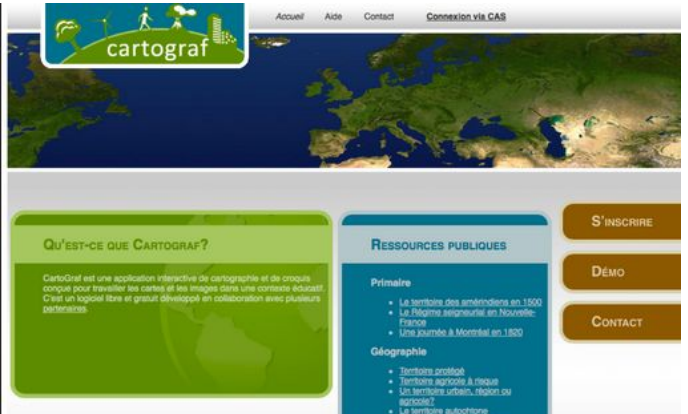 cartograf
Accueil Aide Contact Connexion via CAS
QU'EST-CE QUE CARTOGRAF?
CartoGraf est une application interactive de cartographie et de croquis
conçue pour travailler les cartes et les images dans une contexte éducatif.
C'est un logiciel libre et gratuit développé en collaboration avec plusieurs
partenaires.
RESSOURCES PUBLIQUES
Primaire
Le territoire des amérindiens en 1500
Le Régime seigneurial en Nouvelle-
France
Une journée à Montréal en 1820
Géographie
Territoire protégé
Territoire agricole à risque
Un territoire urbain, région ou
agricole?
Le territoire autochtone
S'INSCRIRE
DÉMO
CONTACT